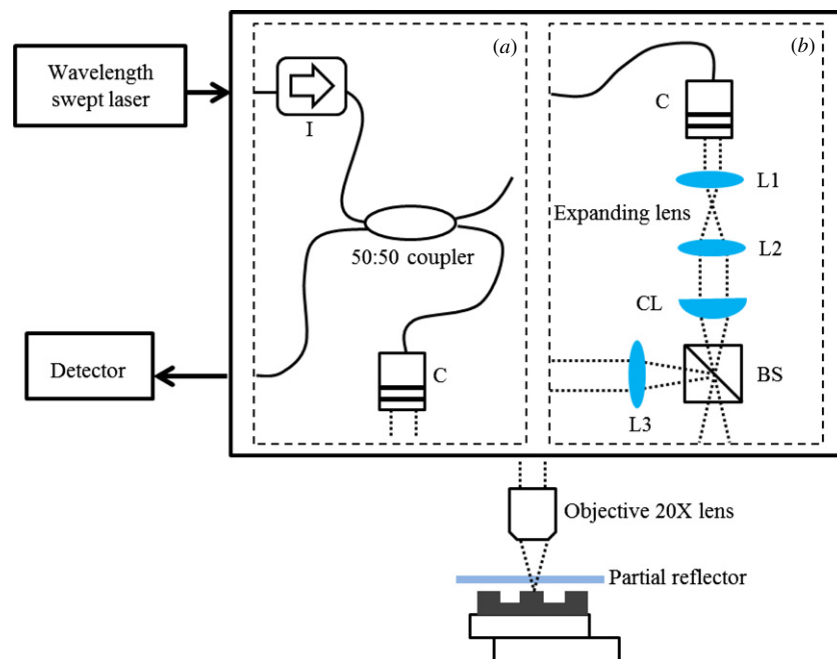 Wavelength
swept laser
I
50:50 coupler
C
(a)
(b)
C
L1
Expanding lens
L2
CL
BS
L3
Detector
Objective 20X lens
Partial reflector